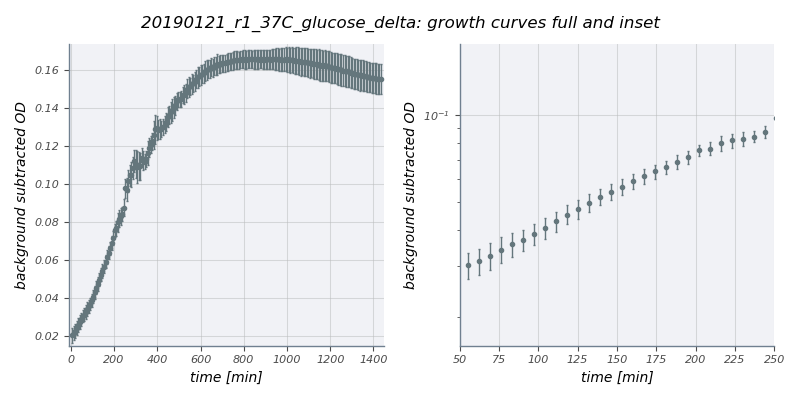 20190121_r1_37C_glucose_delta: growth curves full and inset
background subtracted OD
0.16
0.14
0.12
0.10
0.08
0.06
0.04
0.02
0 200 400 600 800 1000 1200 1400
time [min]
background subtracted OD
10⁻¹
50 75 100 125 150 175 200 225 250
time [min]